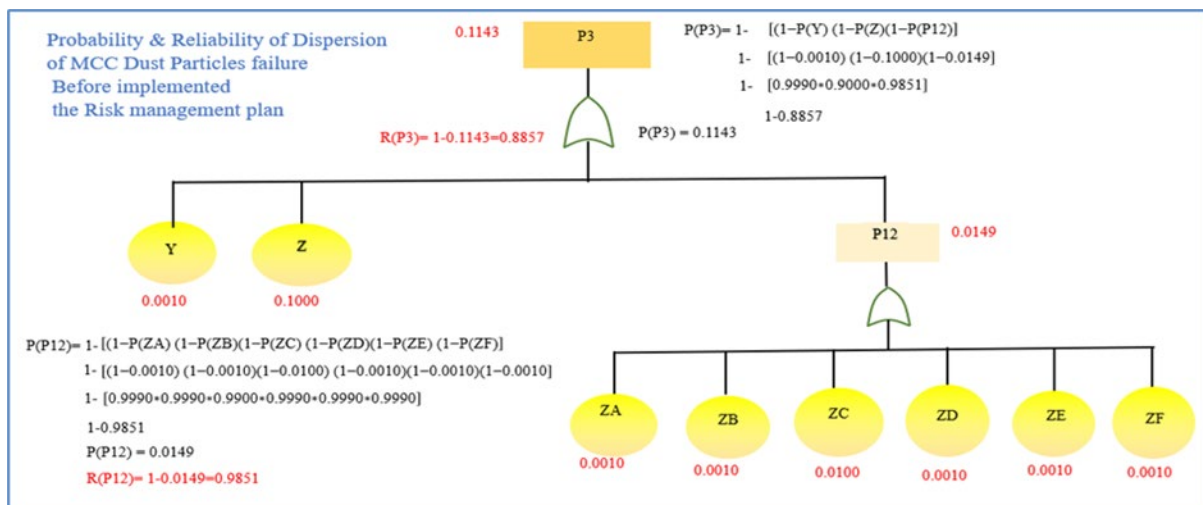 Probability & Reliability of Dispersion
of MCC Dust Particles failure
Before implemented
the Risk management plan
0.1143
P3
P(P3)= 1- [(1−P(Y) (1−P(Z)(1−P(P12)]
1- [(1−0.0010) (1−0.1000)(1−0.0149]
1- [0.9990*0.9000*0.9851]
1-0.8857
R(P3)= 1-0.1143=0.8857
P(P3) = 0.1143
Y
Z
P12
0.0149
0.0010
0.1000
P(P12)= 1- [(1−P(ZA) (1−P(ZB)(1−P(ZC) (1−P(ZD)(1−P(ZE) (1−P(ZF)]
1- [(1−0.0010) (1−0.0010)(1−0.0100) (1−0.0010)(1−0.0010)(1−0.0010]
1- [0.9990*0.9990*0.9900*0.9990*0.9990*0.9990]
1-0.9851
P(P12) = 0.0149
R(P12)= 1-0.0149=0.9851
ZA
ZB
ZC
ZD
ZE
ZF
0.0010
0.0010
0.0100
0.0010
0.0010
0.0010